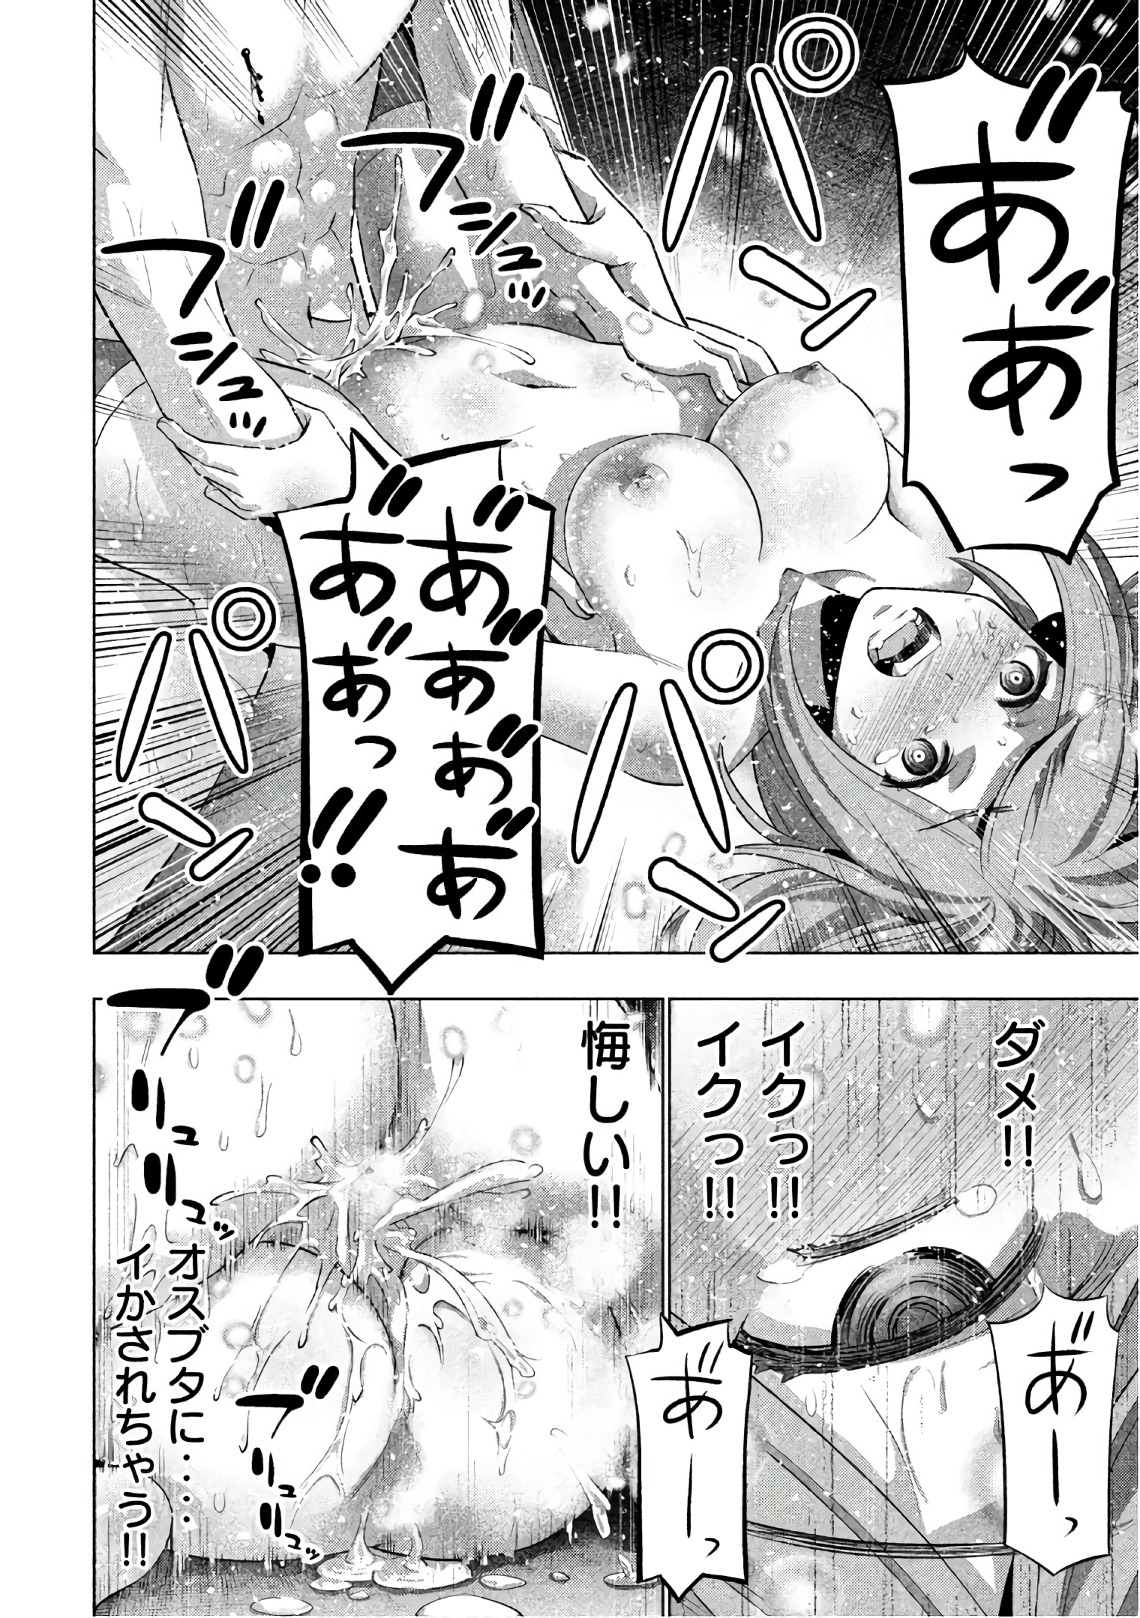 あ゛あ゛っ
パンッ
ブシュッ
ブシュッ
あ゛あ゛あ゛あ
あ゛あ゛っ!!
パンッ
パンッ
ダメ!!
イクっ!!
イクっ!!
あ゛ーっ
あ゛ーっ
悔しい!!
ブリュリュッ
オスブタに‥‥
イかされちゃう!!
ブリュリュッ